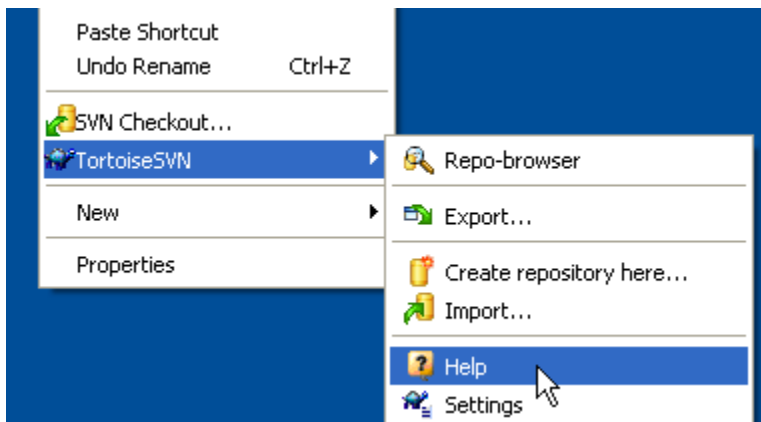 Paste Shortcut
Undo Rename Ctrl+Z
SVN Checkout...
TortoiseSVN
New
Properties
Repo-browser
Export...
Create repository here...
Import...
Help
Settings